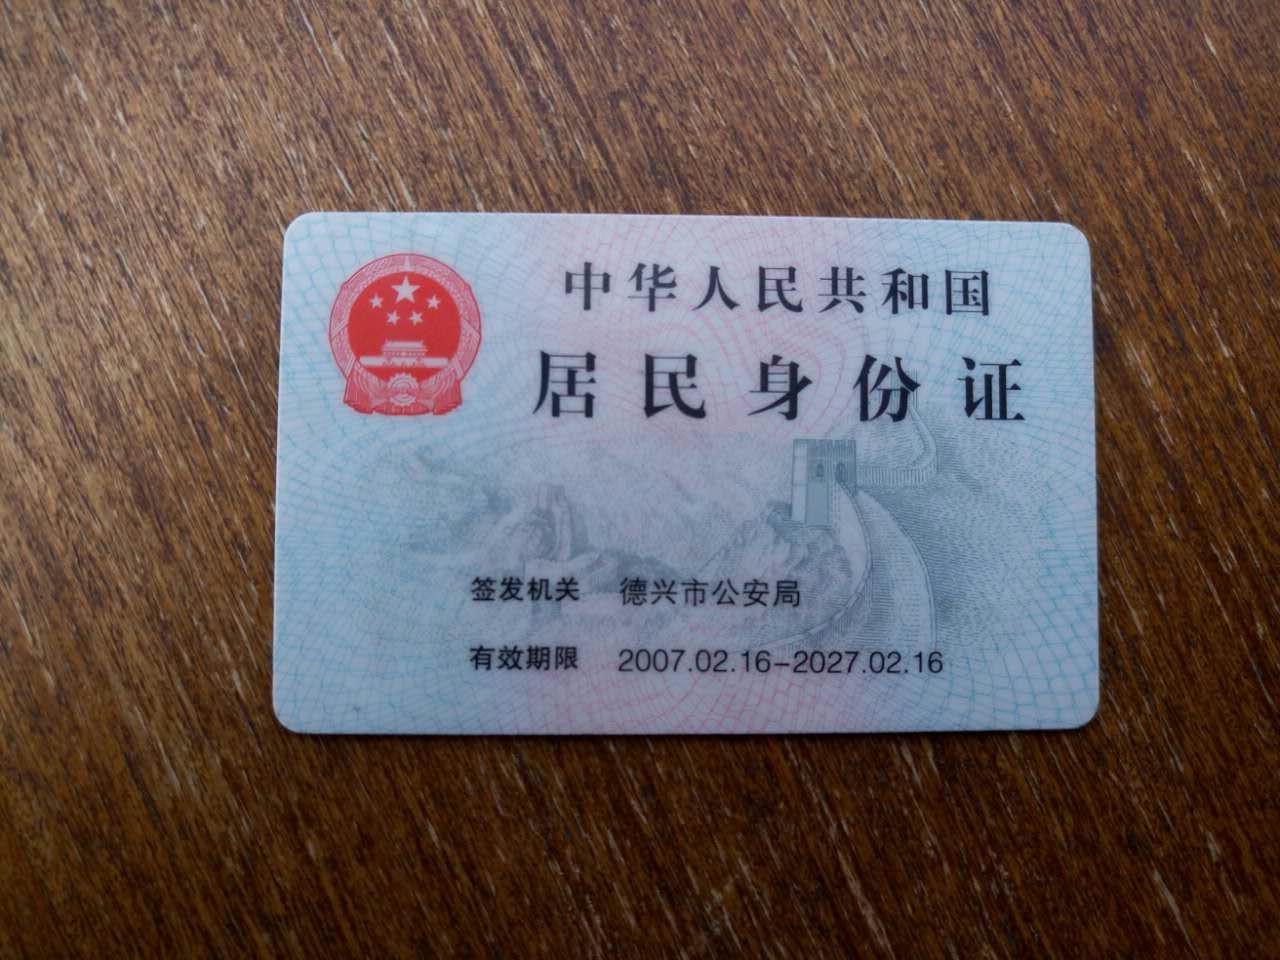 中华人民共和国
居民身份证
签发机关 德兴市公安局
有效期限 2007.02.16-2027.02.16